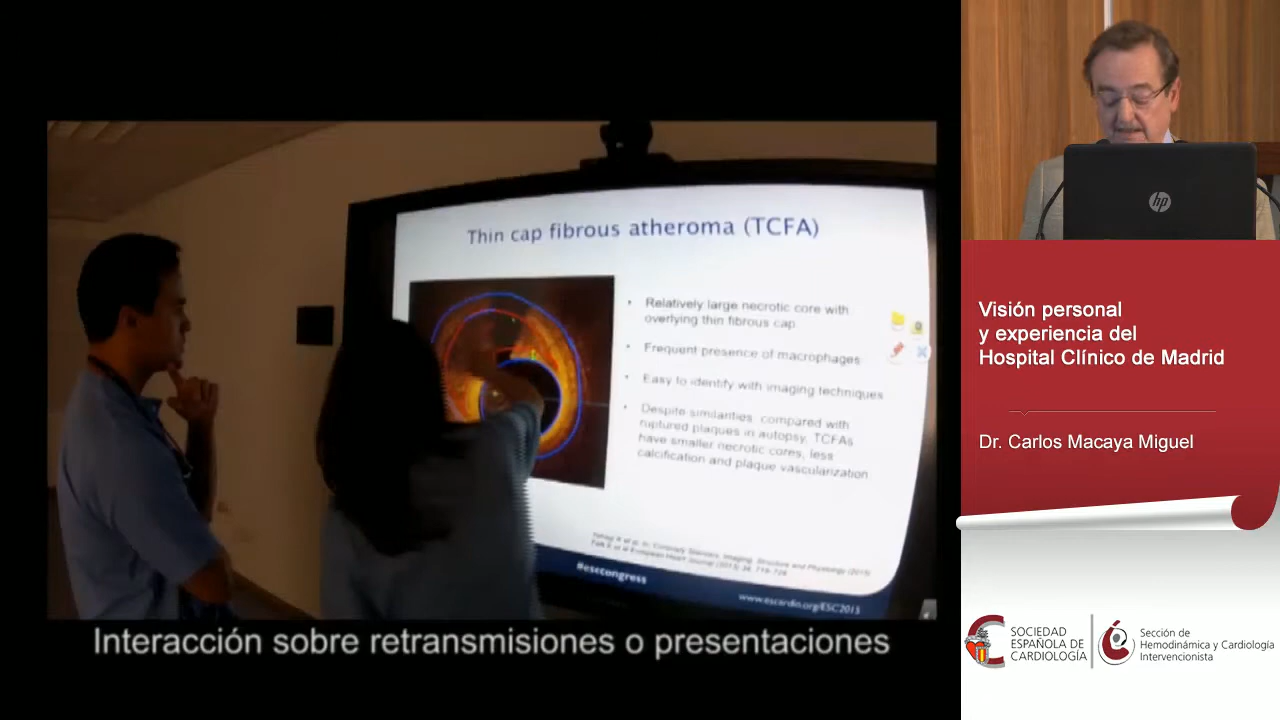 Thin cap fibrous atheroma (TCFA)
Relatively large necrotic core with
overlying thin fibrous cap
Frequent presence of macrophages
Easy to identify with imaging techniques
Despite similarities, compared with
ruptured plaques in autopsy, TCFAs
have smaller necrotic cores, less
calcification and plaque vascularization
#esccongress
www.escardio.org/ESC2015
Interacción sobre retransmisiones o presentaciones
hp
Visión personal
y experiencia del
Hospital Clínico de Madrid
Dr. Carlos Macaya Miguel
SOCIEDAD
ESPAÑOLA DE
CARDIOLOGÍA
Sección de
Hemodinámica y Cardiología
Intervencionista